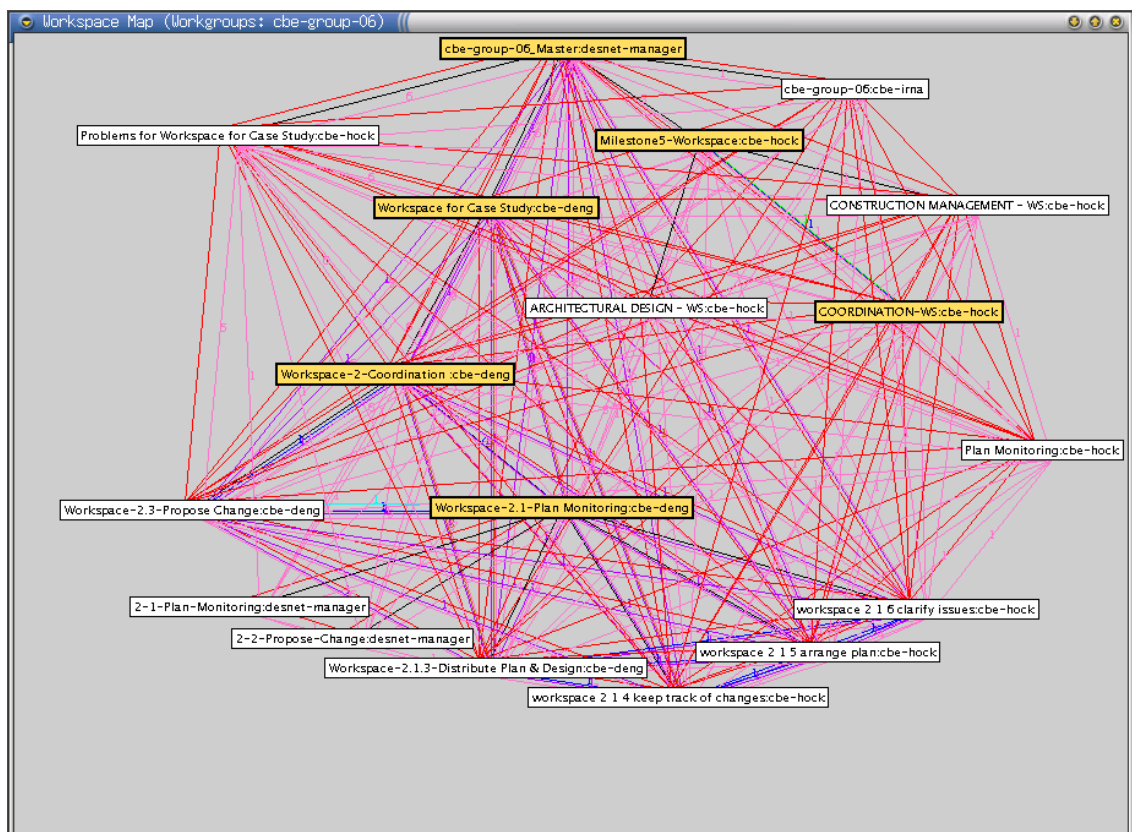 Workspace Map (Workgroups: cbe-group-06)
cbe-group-06_Master:desnet-manager
cbe-group-06:cbe-irna
Problems for Workspace for Case Study:cbe-hock
Milestone5-Workspace:cbe-hock
Workspace for Case Study:cbe-deng
CONSTRUCTION MANAGEMENT - WS:cbe-hock
ARCHITECTURAL DESIGN - WS:cbe-hock
COORDINATION-WS:cbe-hock
Workspace-2-Coordination :cbe-deng
Plan Monitoring:cbe-hock
Workspace-2.3-Propose Change:cbe-deng
Workspace-2.1-Plan Monitoring:cbe-deng
2-1-Plan-Monitoring:desnet-manager
workspace 2 1 6 clarify issues:cbe-hock
2-2-Propose-Change:desnet-manager
workspace 2 1 5 arrange plan:cbe-hock
Workspace-2.1.3-Distribute Plan & Design:cbe-deng
workspace 2 1 4 keep track of changes:cbe-hock